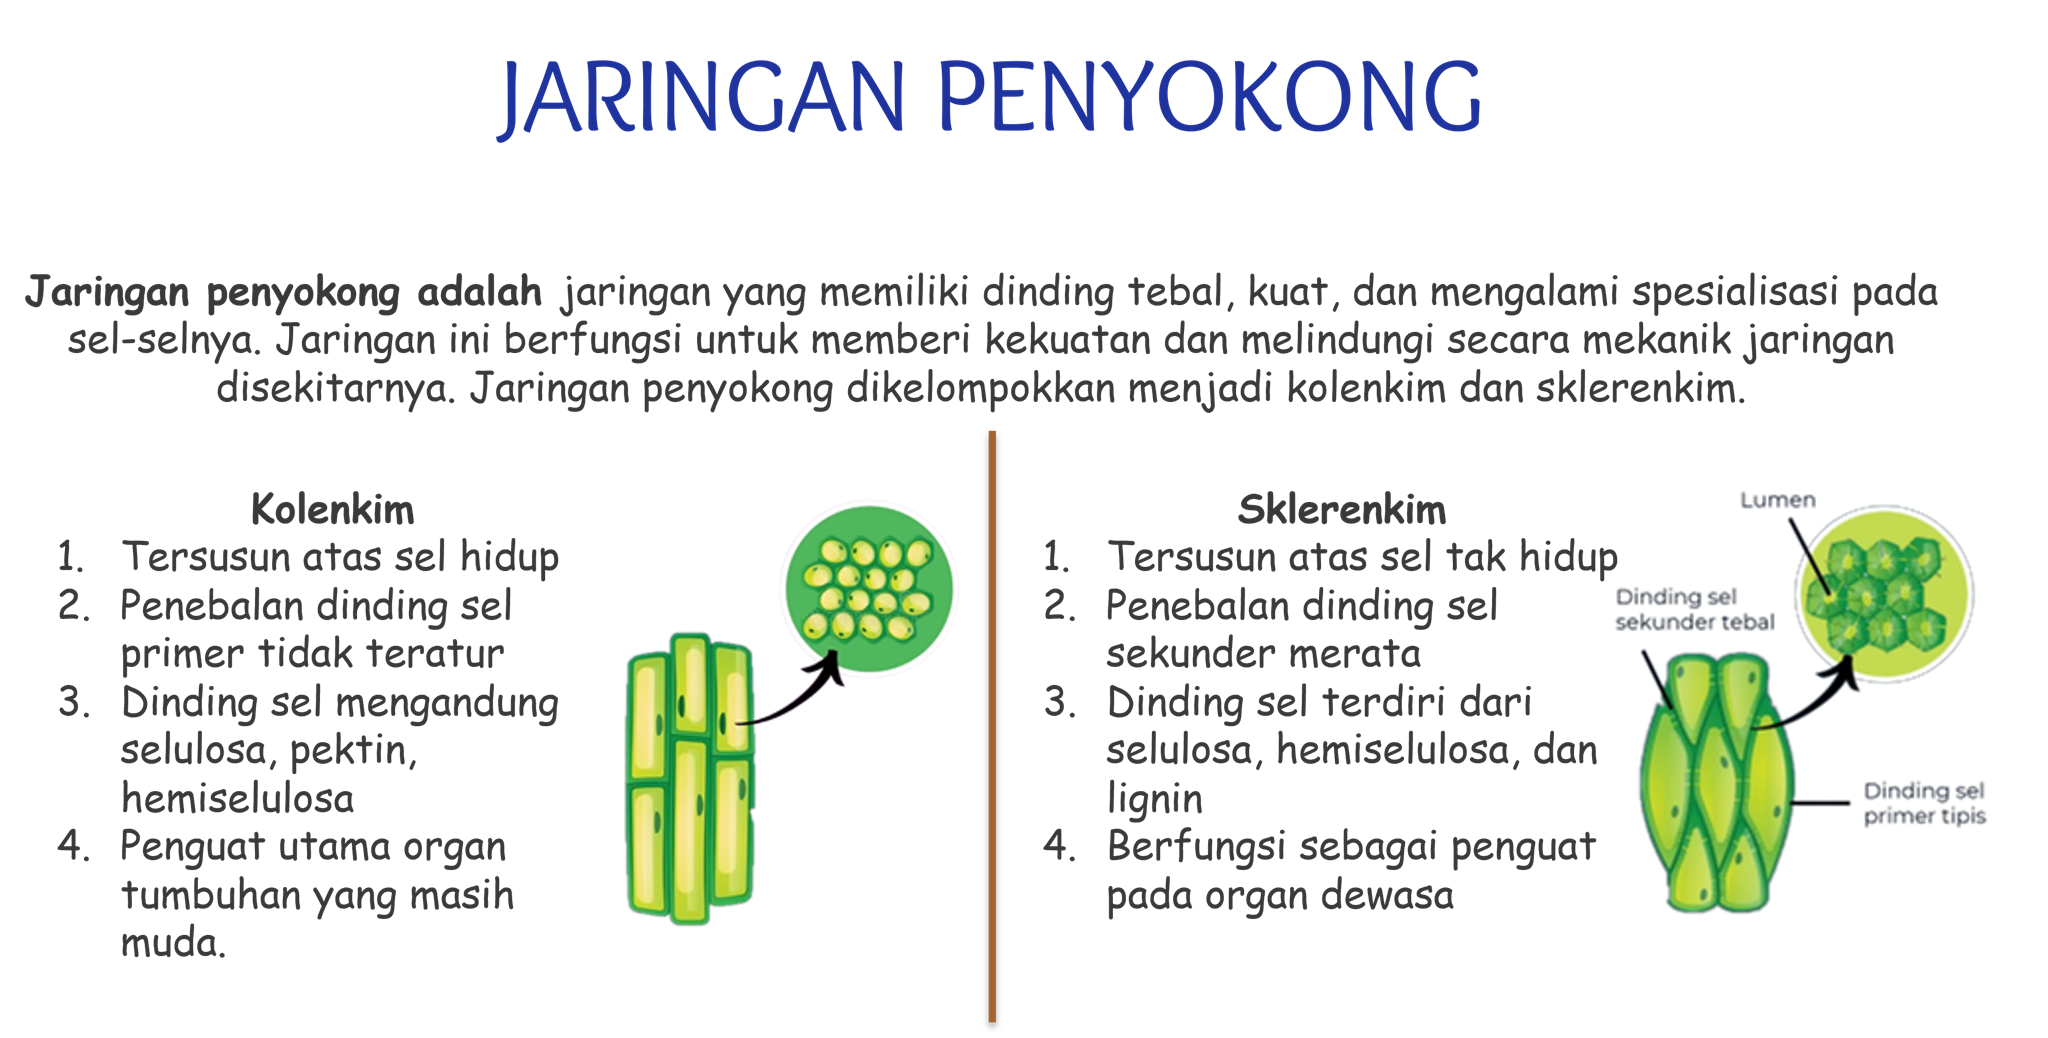 JARINGAN PENYOKONG
Jaringan penyokong adalah jaringan yang memiliki dinding tebal, kuat, dan mengalami spesialisasi pada
sel-selnya. Jaringan ini berfungsi untuk memberi kekuatan dan melindungi secara mekanik jaringan
disekitarnya. Jaringan penyokong dikelompokkan menjadi kolenkim dan sklerenkim.
Kolenkim
1. Tersusun atas sel hidup
2. Penebalan dinding sel
primer tidak teratur
3. Dinding sel mengandung
selulosa, pektin,
hemiselulosa
4. Penguat utama organ
tumbuhan yang masih
muda.
Sklerenkim
1. Tersusun atas sel tak hidup
2. Penebalan dinding sel
sekunder merata
3. Dinding sel terdiri dari
selulosa, hemiselulosa, dan
lignin
4. Berfungsi sebagai penguat
pada organ dewasa
Lumen
Dinding sel
sekunder tebal
Dinding sel
primer tipis